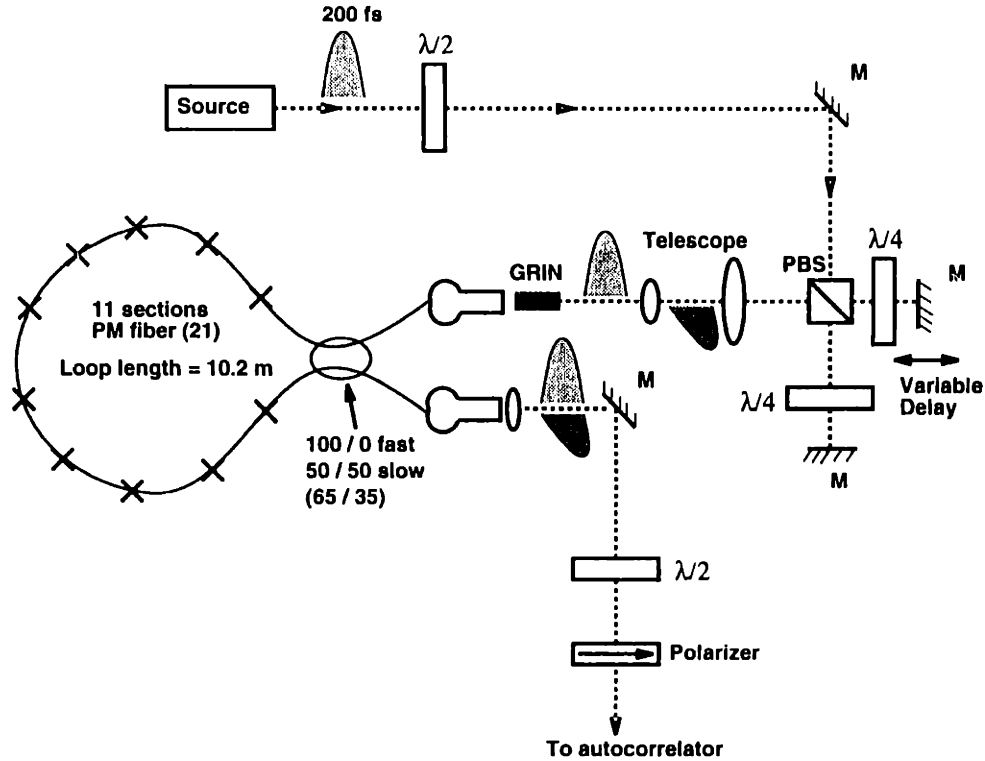 200 fs
λ/2
M
Source
Telescope
λ/4
GRIN
PBS
M
11 sections
PM fiber (21)
Loop length = 10.2 m
M
Variable
Delay
λ/4
100 / 0 fast
50 / 50 slow
(65 / 35)
M
λ/2
Polarizer
To autocorrelator